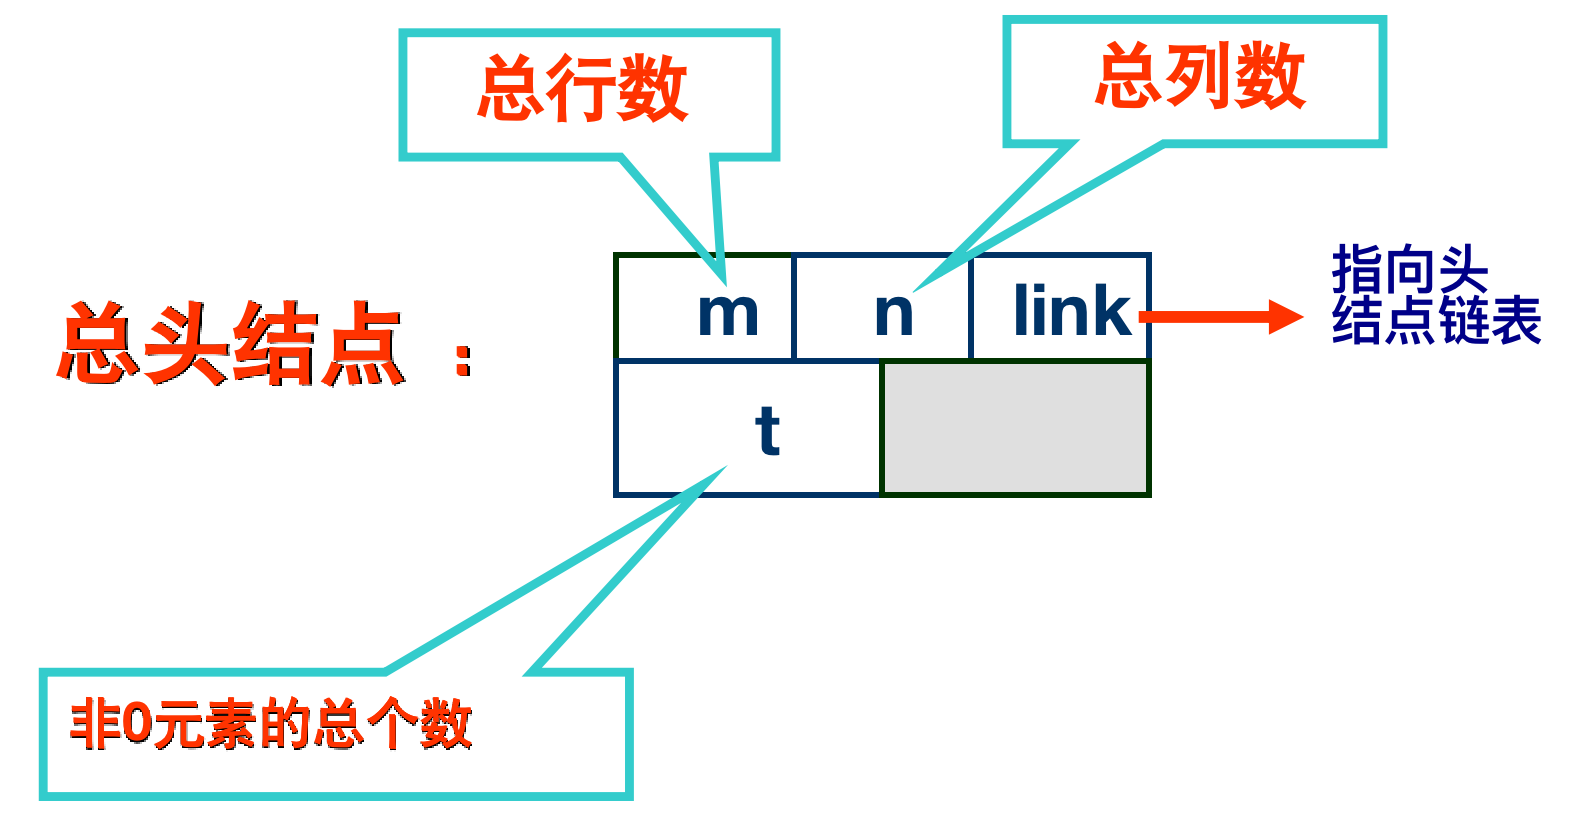 总行数
总列数
总头结点 :
m
n
link
指向头
结点链表
t
非0元素的总个数